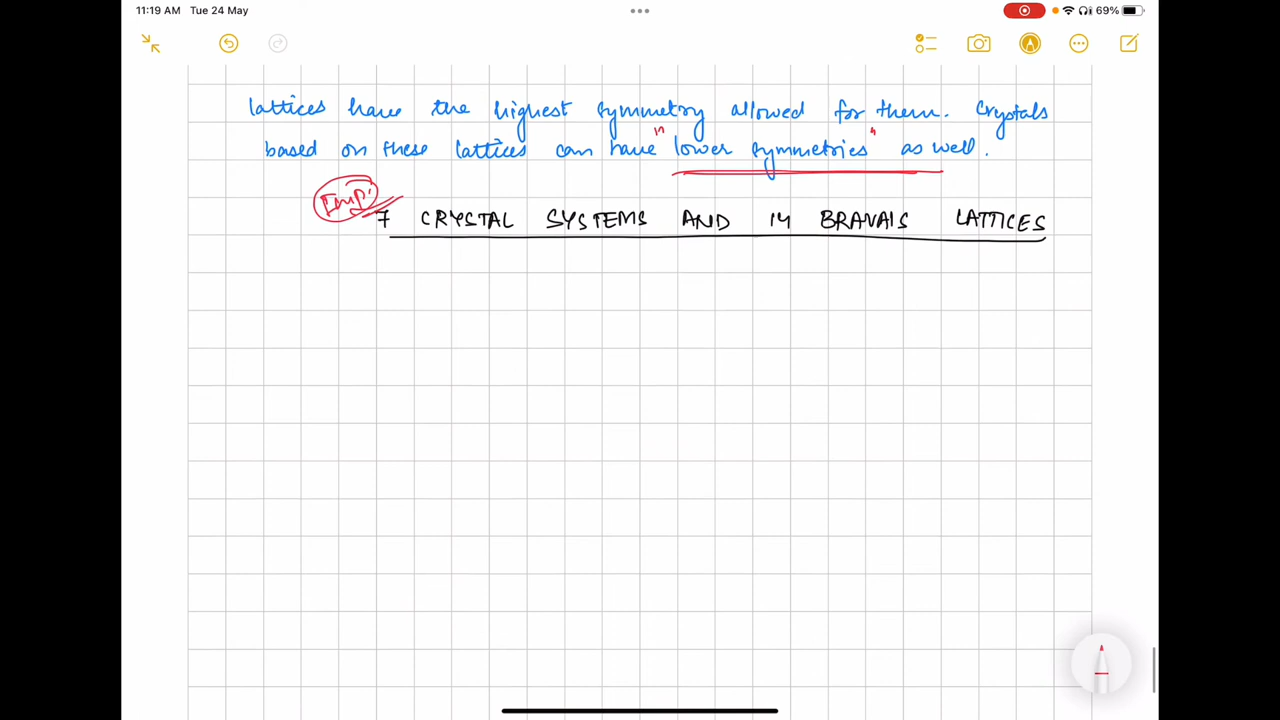 11:19 AM Tue 24 May
69%
lattices have the highest symmetry allowed for them. Crystals
based on these lattices can have "lower symmetries" as well.
Imp.
7 CRYSTAL SYSTEMS AND 14 BRAVAIS LATTICES